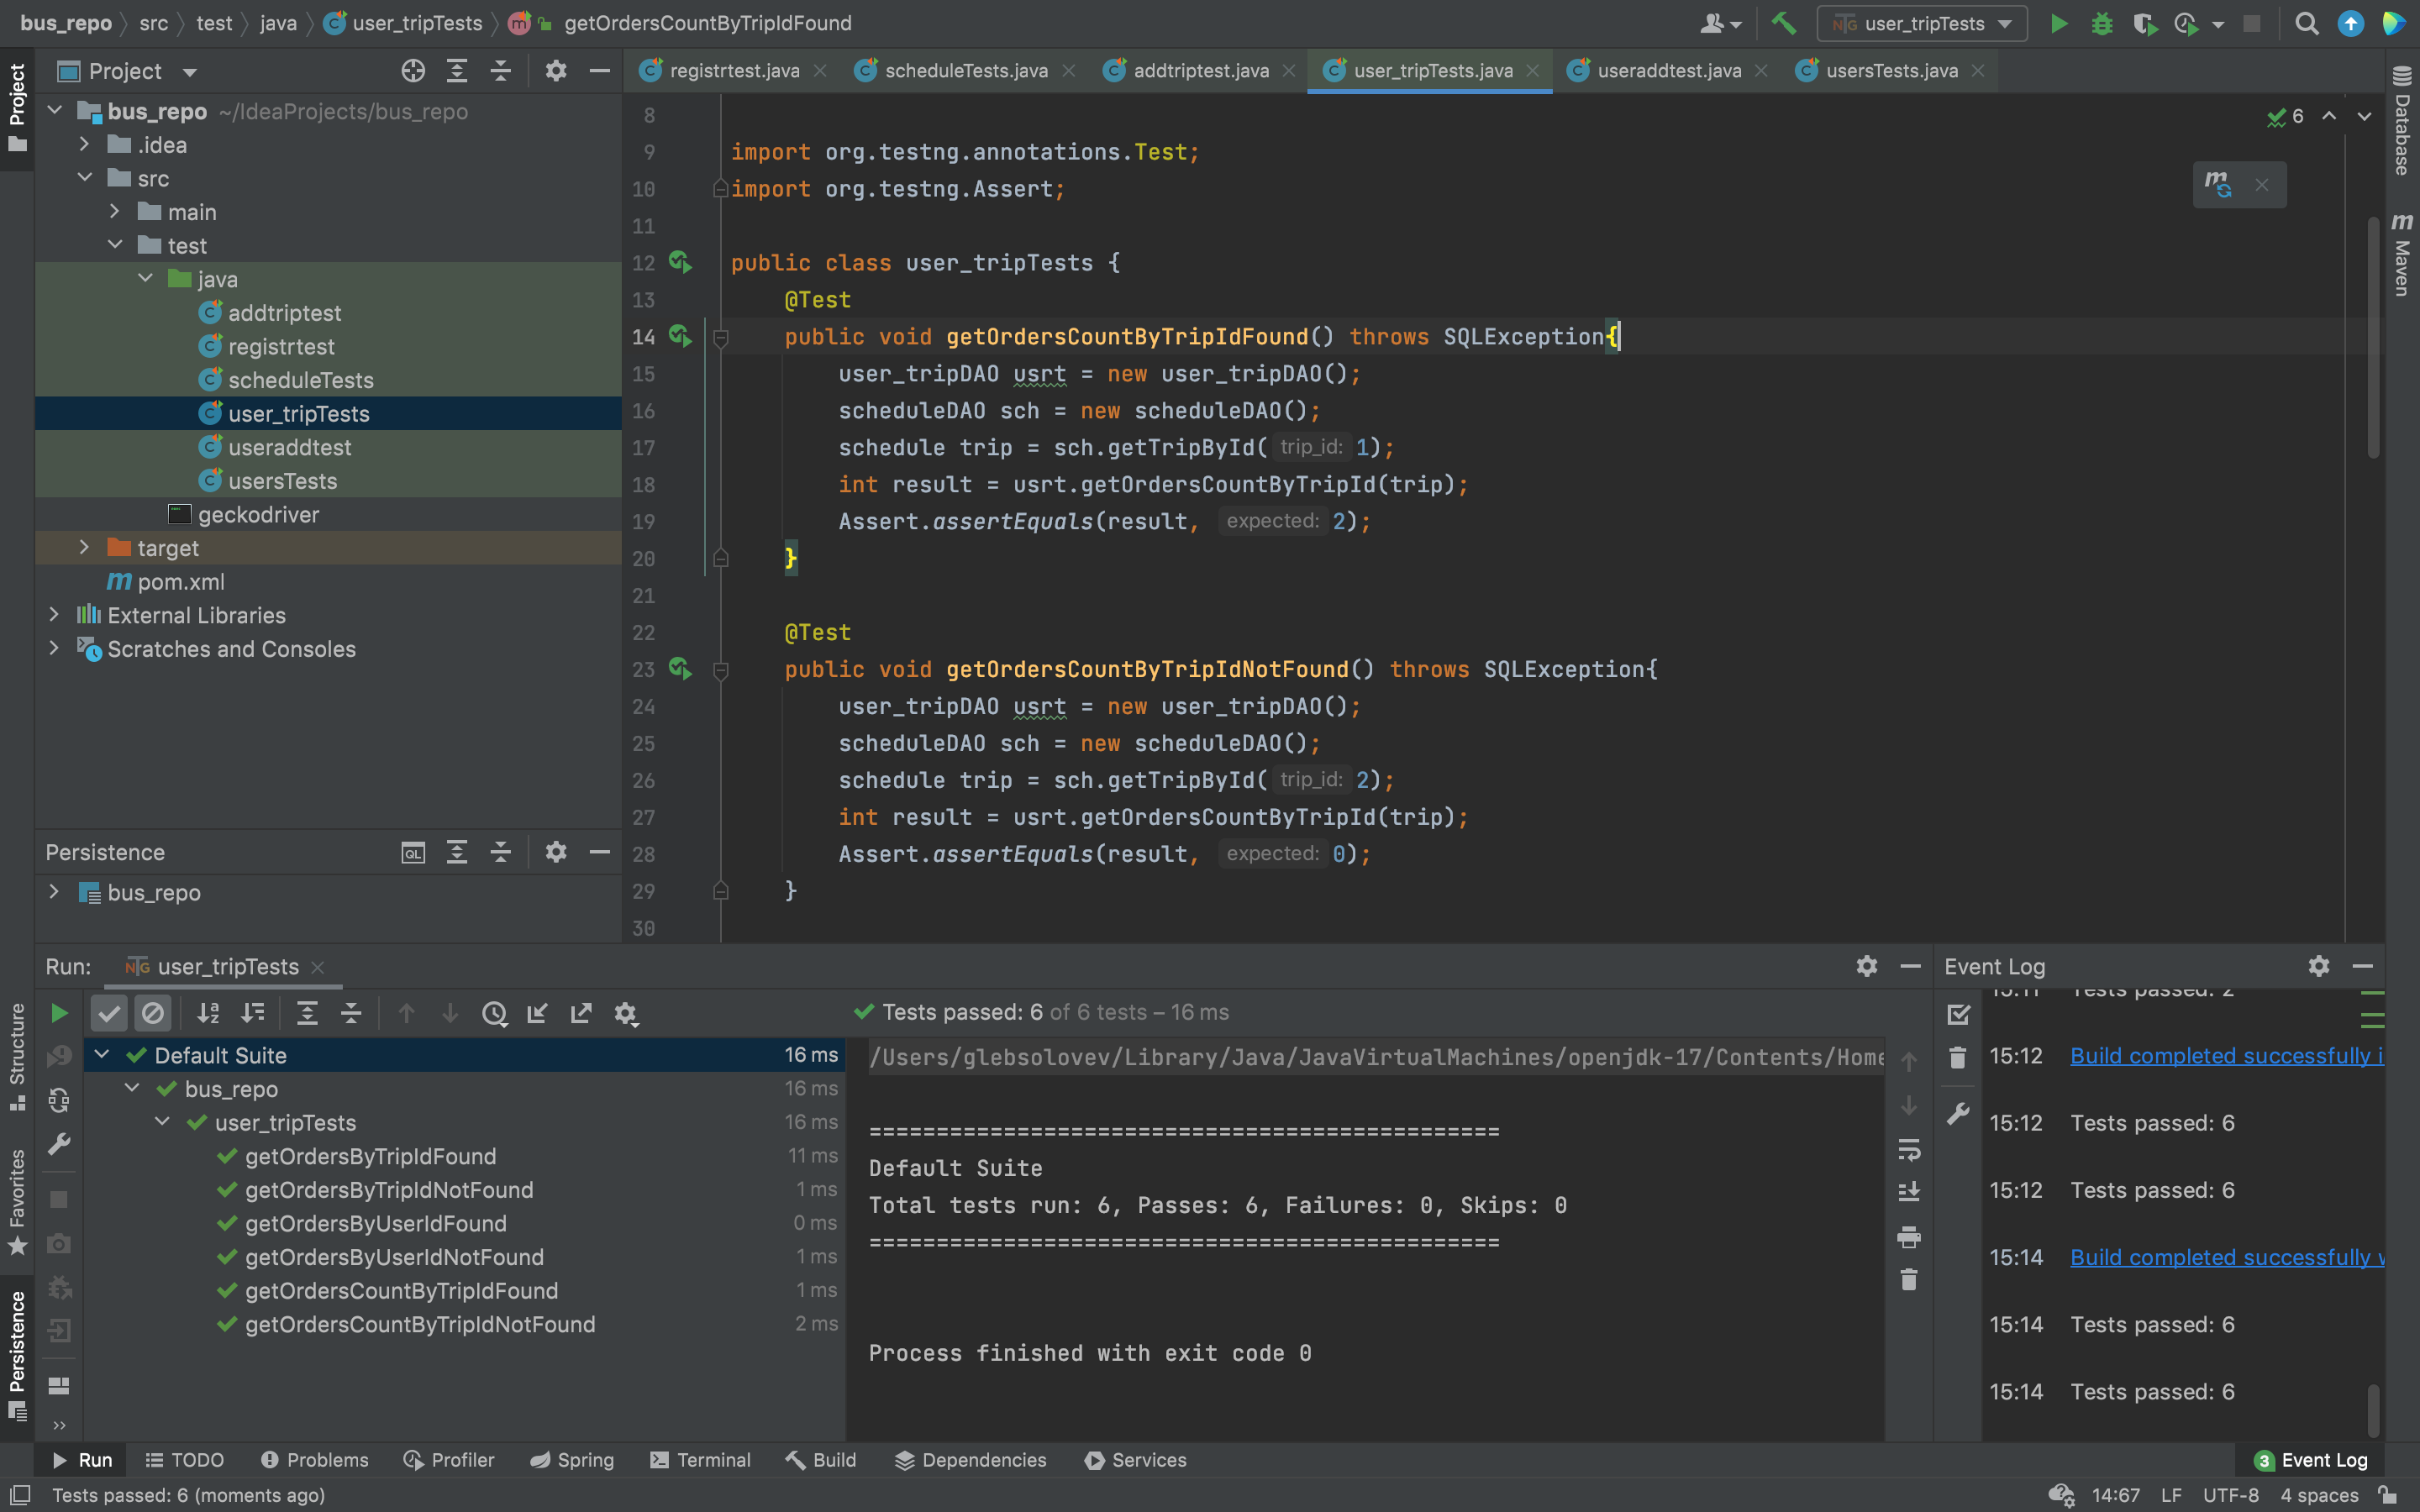 bus_repo src test java user_tripTests getOrdersCountByTripIdFound
user_tripTests
Project
registrtest.java scheduleTests.java addtriptest.java user_tripTests.java useraddtest.java usersTests.java
Project
bus_repo ~/IdeaProjects/bus_repo
.idea
src
main
test
java
addtriptest
registrtest
scheduleTests
user_tripTests
useraddtest
usersTests
geckodriver
target
pom.xml
External Libraries
Scratches and Consoles
Persistence
bus_repo
8
9 import org.testng.annotations.Test;
10 import org.testng.Assert;
11
12 public class user_tripTests {
13 @Test
14 public void getOrdersCountByTripIdFound() throws SQLException{
15 user_tripDAO usrt = new user_tripDAO();
16 scheduleDAO sch = new scheduleDAO();
17 schedule trip = sch.getTripById( trip_id: 1);
18 int result = usrt.getOrdersCountByTripId(trip);
19 Assert.assertEquals(result, expected: 2);
20 }
21
22 @Test
23 public void getOrdersCountByTripIdNotFound() throws SQLException{
24 user_tripDAO usrt = new user_tripDAO();
25 scheduleDAO sch = new scheduleDAO();
26 schedule trip = sch.getTripById( trip_id: 2);
27 int result = usrt.getOrdersCountByTripId(trip);
28 Assert.assertEquals(result, expected: 0);
29 }
30
6
Database
Maven
Run: user_tripTests
Structure
Favorites
Persistence
Tests passed: 6 of 6 tests – 16 ms
Default Suite 16 ms
bus_repo 16 ms
user_tripTests 16 ms
getOrdersByTripIdFound 11 ms
getOrdersByTripIdNotFound 1 ms
getOrdersByUserIdFound 0 ms
getOrdersByUserIdNotFound 1 ms
getOrdersCountByTripIdFound 1 ms
getOrdersCountByTripIdNotFound 2 ms
/Users/glebsolovev/Library/Java/JavaVirtualMachines/openjdk-17/Contents/Home
===============================================
Default Suite
Total tests run: 6, Passes: 6, Failures: 0, Skips: 0
===============================================
Process finished with exit code 0
Event Log
15:11 Tests passed: 2
15:12 Build completed successfully i
15:12 Tests passed: 6
15:12 Tests passed: 6
15:14 Build completed successfully w
15:14 Tests passed: 6
15:14 Tests passed: 6
Run TODO Problems Profiler Spring Terminal Build Dependencies Services 3 Event Log
Tests passed: 6 (moments ago) 14:67 LF UTF-8 4 spaces